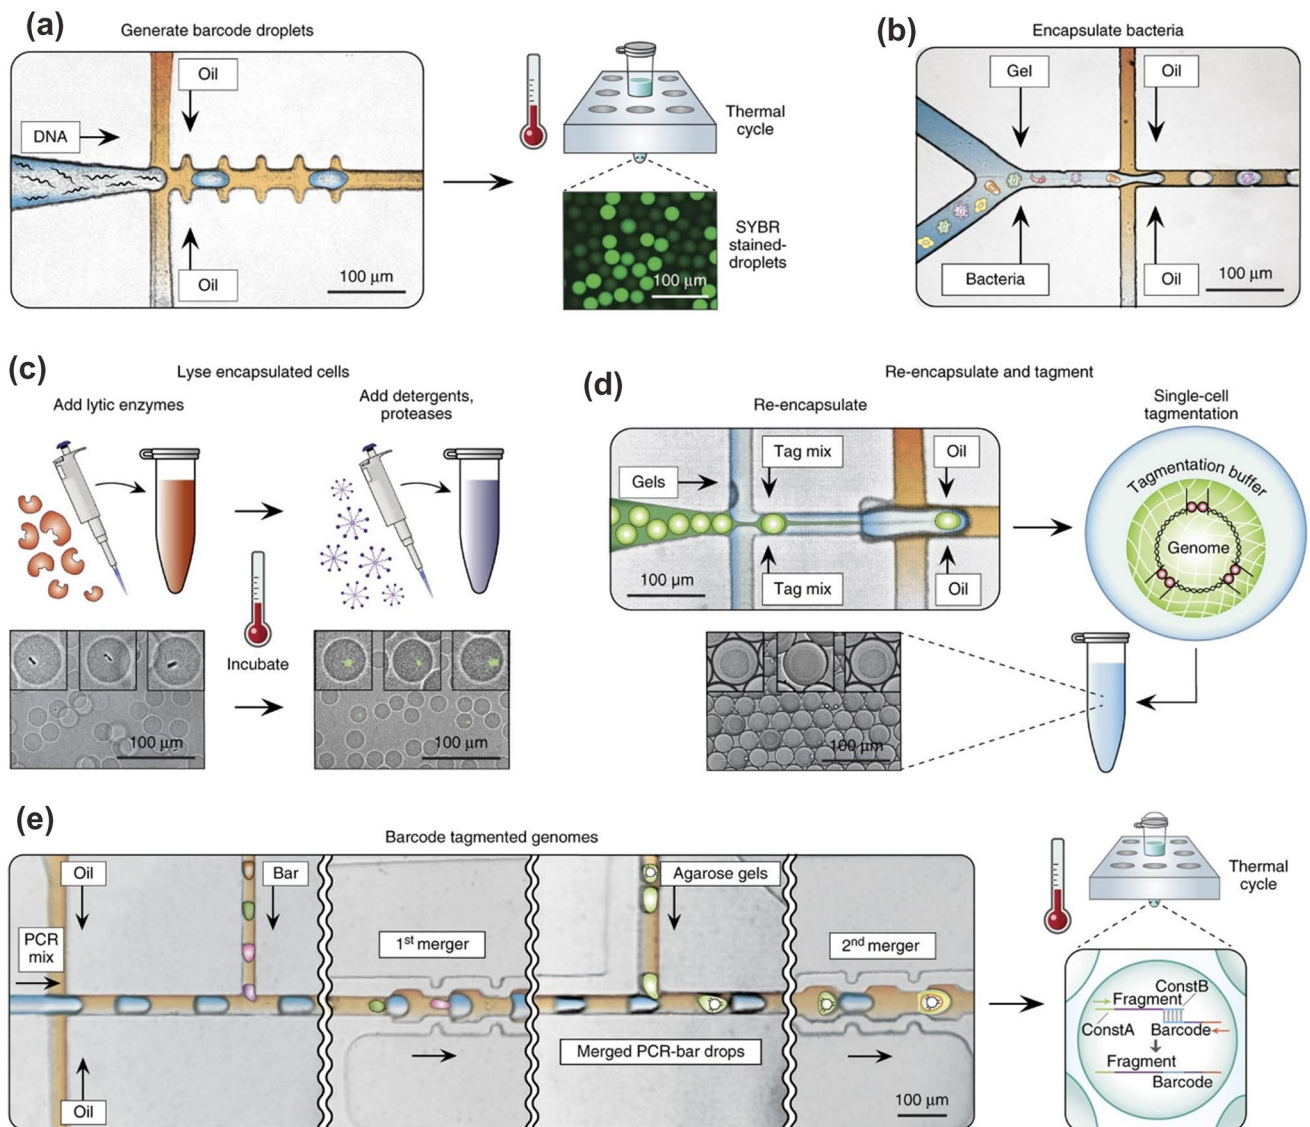 (a)
Generate barcode droplets
Oil
DNA
Oil
100 μm
Thermal
cycle
SYBR
stained-
droplets
100 μm
(b)
Encapsulate bacteria
Gel
Oil
Bacteria
Oil
100 μm
(c)
Lyse encapsulated cells
Add lytic enzymes
Add detergents,
proteases
Incubate
100 μm
100 μm
(d)
Re-encapsulate and tagment
Re-encapsulate
Single-cell
tagmentation
Gels
Tag mix
Oil
100 μm
Tag mix
Oil
Tagmentation buffer
Genome
100 μm
(e)
Barcode tagmented genomes
Oil
Bar
PCR
mix
Oil
1st merger
Agarose gels
Merged PCR-bar drops
2nd merger
100 μm
Thermal
cycle
ConstB
Fragment
ConstA
Barcode
Fragment
Barcode